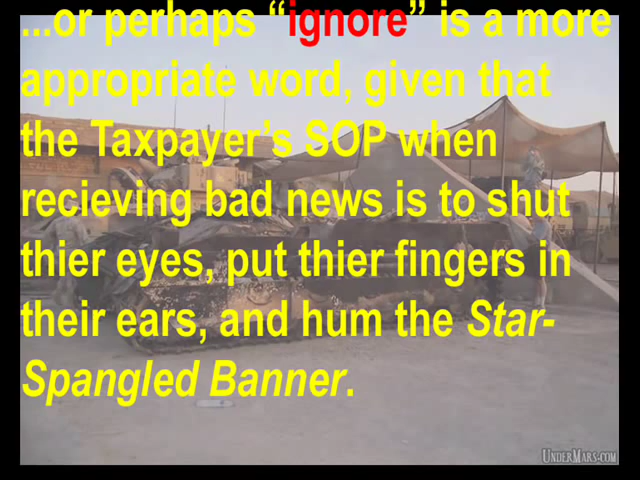 ...or perhaps “ignore” is a more
appropriate word, given that
the Taxpayer’s SOP when
recieving bad news is to shut
thier eyes, put thier fingers in
their ears, and hum the Star-
Spangled Banner.
UNDERMARS.COM